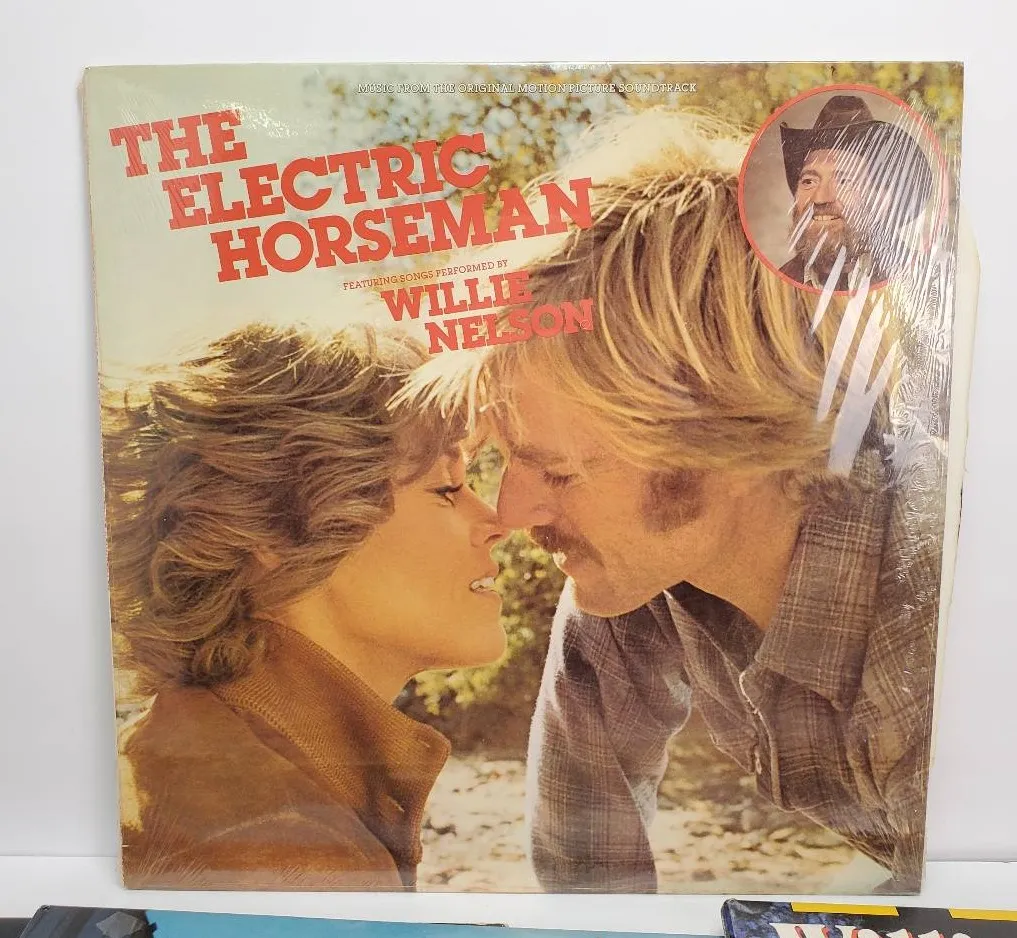 MUSIC FROM THE ORIGINAL MOTION PICTURE SOUNDTRACK
THE
ELECTRIC
HORSEMAN
FEATURING SONGS PERFORMED BY
WILLIE
NELSON